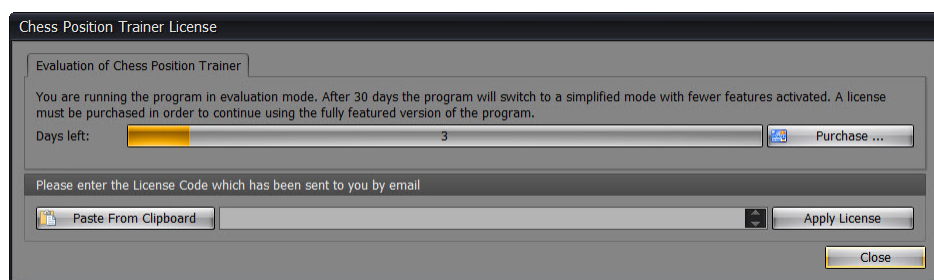 Chess Position Trainer License
Evaluation of Chess Position Trainer
You are running the program in evaluation mode. After 30 days the program will switch to a simplified mode with fewer features activated. A license
must be purchased in order to continue using the fully featured version of the program.
Days left: 3 Purchase ...
Please enter the License Code which has been sent to you by email
Paste From Clipboard Apply License
Close